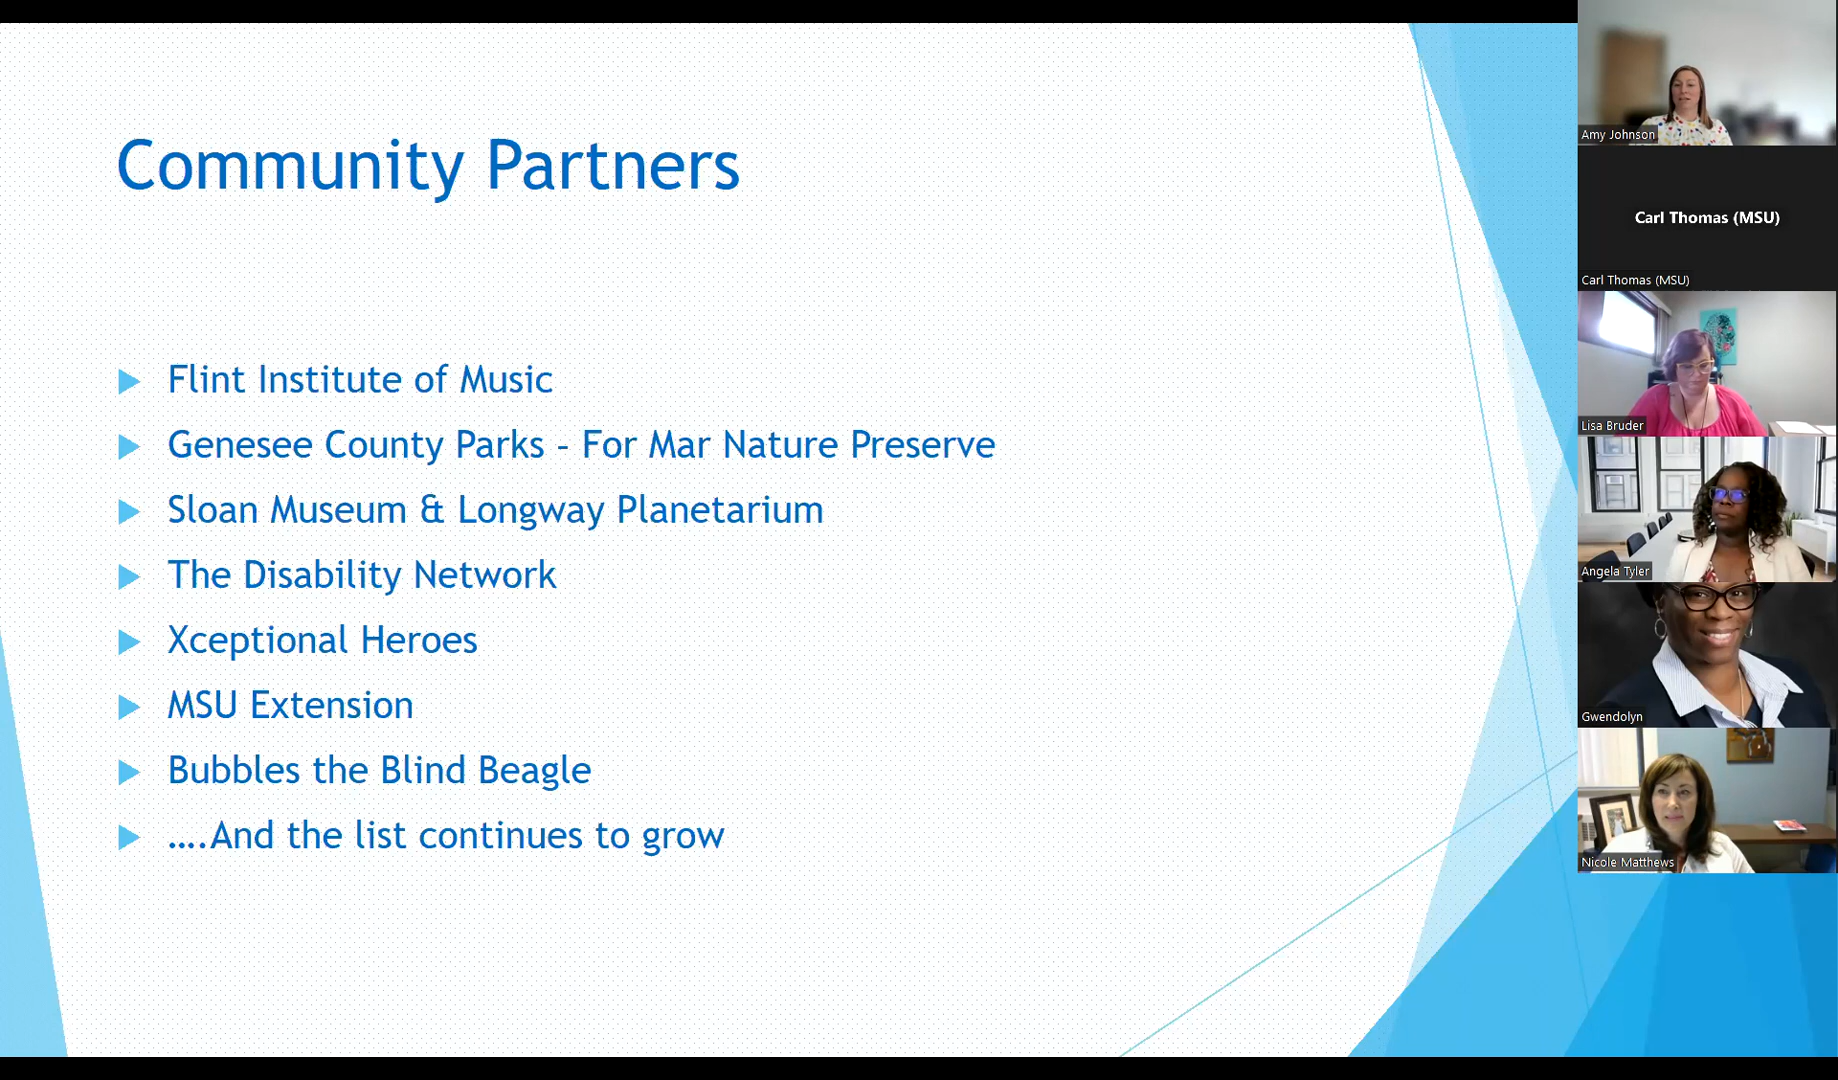 Community Partners
Flint Institute of Music
Genesee County Parks – For Mar Nature Preserve
Sloan Museum & Longway Planetarium
The Disability Network
Xceptional Heroes
MSU Extension
Bubbles the Blind Beagle
….And the list continues to grow
Amy Johnson
Carl Thomas (MSU)
Carl Thomas (MSU)
Lisa Bruder
Angela Tyler
Gwendolyn
Nicole Matthews